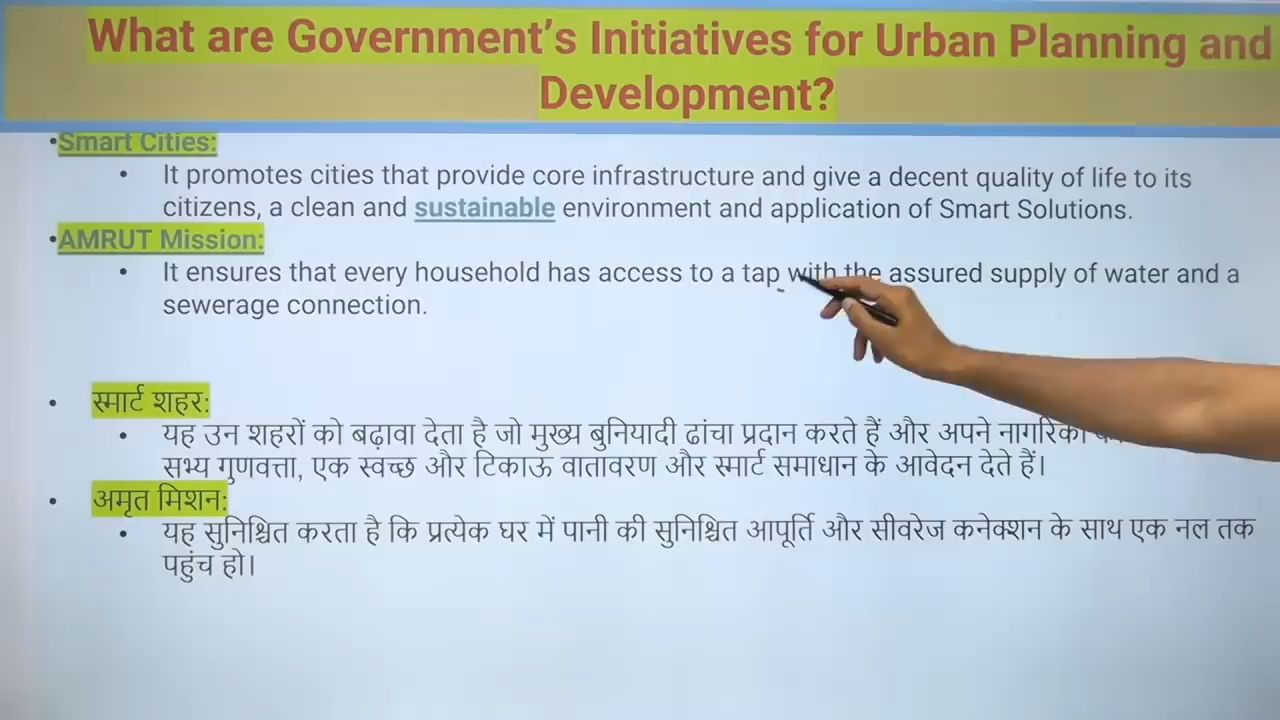 What are Government's Initiatives for Urban Planning and
Development?
•Smart Cities:
• It promotes cities that provide core infrastructure and give a decent quality of life to its
citizens, a clean and sustainable environment and application of Smart Solutions.
•AMRUT Mission:
• It ensures that every household has access to a tap with the assured supply of water and a
sewerage connection.
• स्मार्ट शहर:
• यह उन शहरों को बढ़ावा देता है जो मुख्य बुनियादी ढांचा प्रदान करते हैं और अपने
सभ्य गुणवत्ता, एक स्वच्छ और टिकाऊ वातावरण और स्मार्ट समाधान के आवेदन देते हैं।
• अमृत मिशन:
• यह सुनिश्चित करता है कि प्रत्येक घर में पानी की सुनिश्चित आपूर्ति और सीवरेज कनेक्शन के साथ एक नल तक
पहुंच हो।